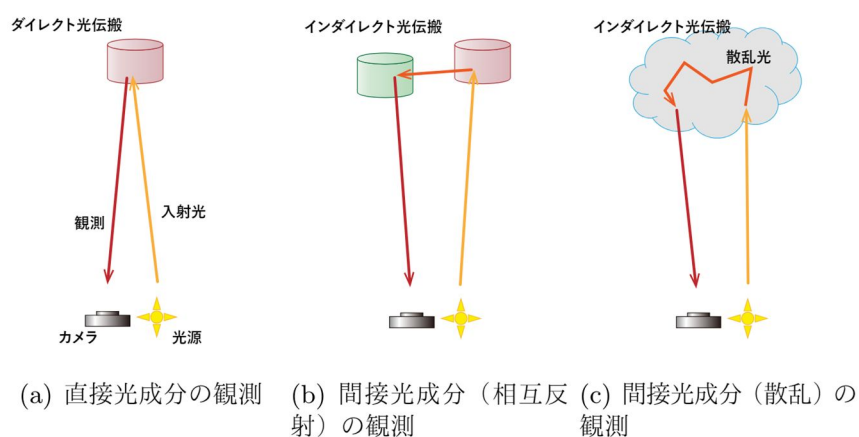 ダイレクト光伝搬
インダイレクト光伝搬
インダイレクト光伝搬
散乱光
観測
入射光
カメラ
光源
(a) 直接光成分の観測
(b) 間接光成分（相互反
射）の観測
(c) 間接光成分（散乱）の
観測